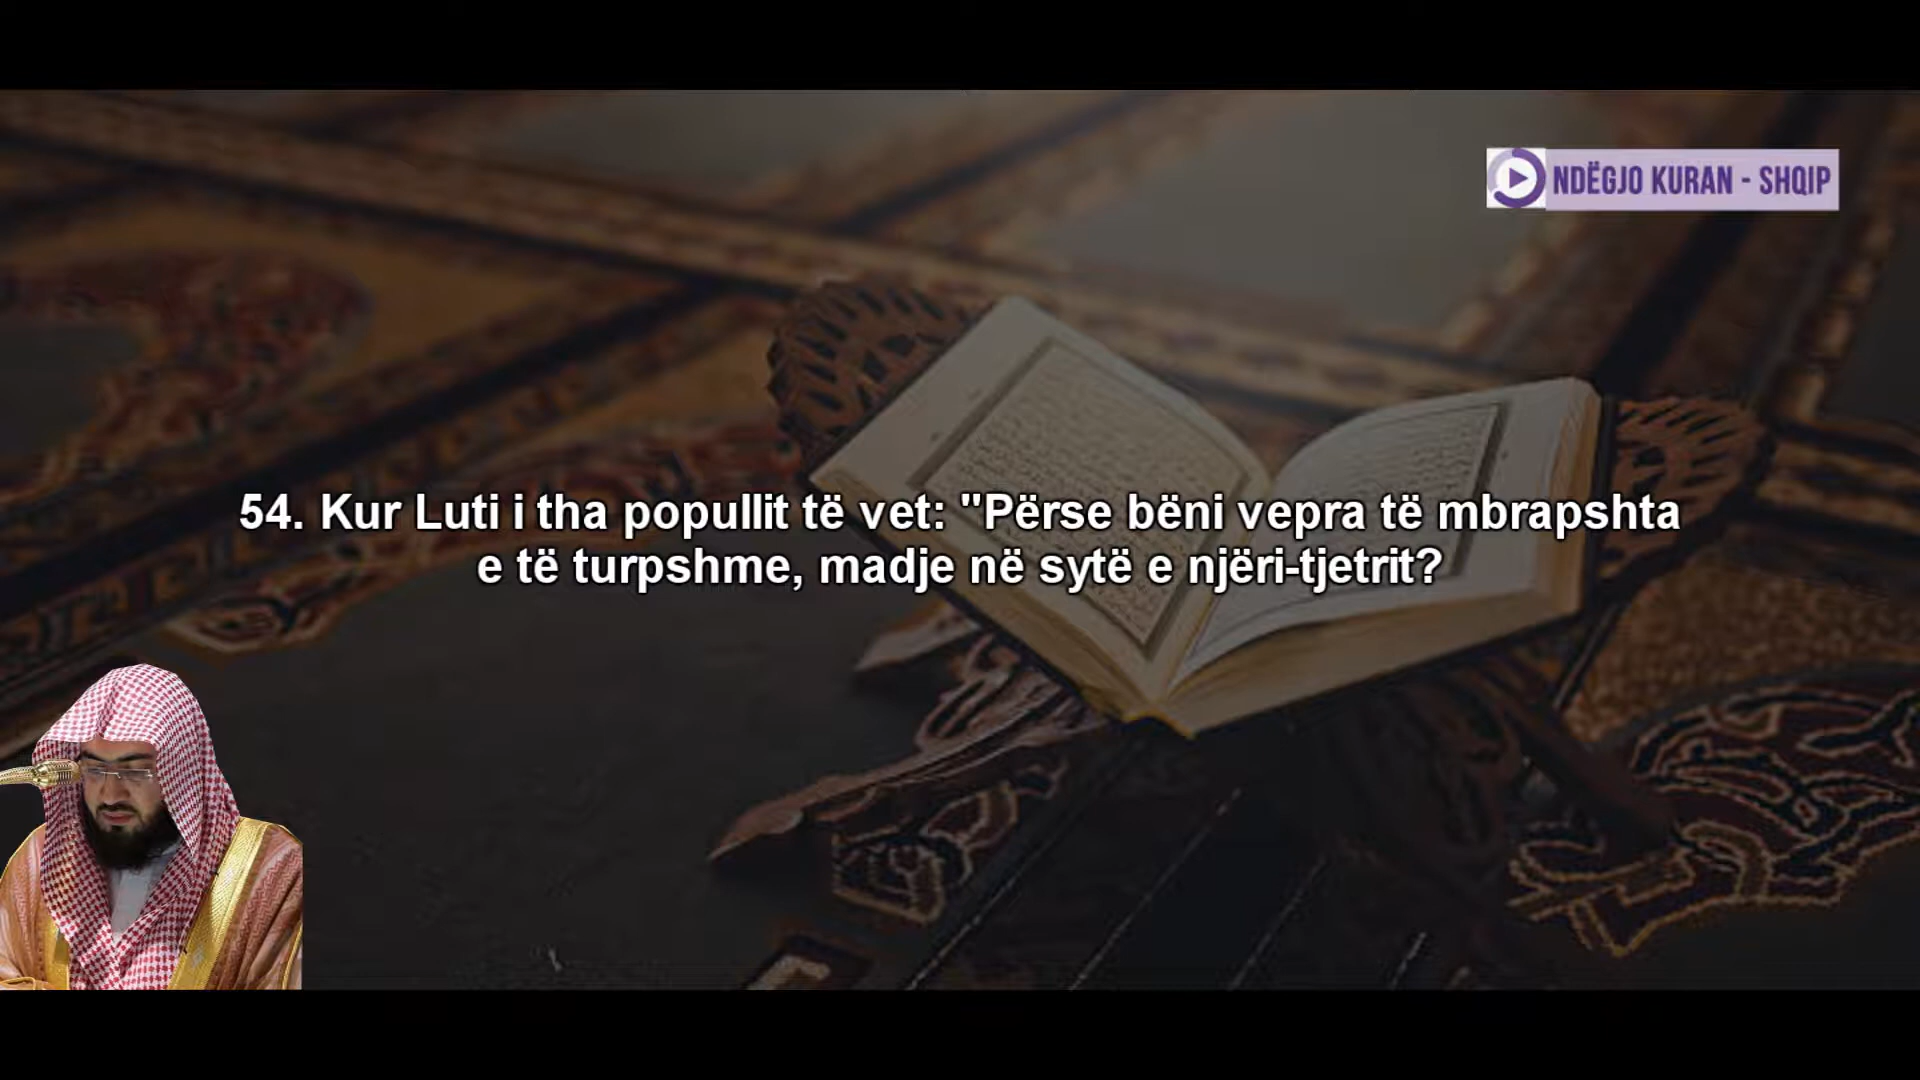 NDËGJO KURAN - SHQIP
54. Kur Luti i tha popullit të vet: "Përse bëni vepra të mbrapshta
e të turpshme, madje në sytë e njëri-tjetrit?